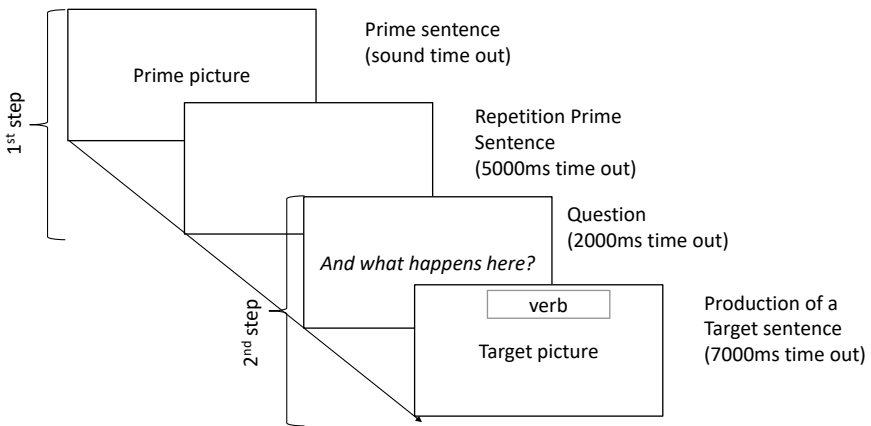 Prime sentence
(sound time out)
Prime picture
1st step
Repetition Prime
Sentence
(5000ms time out)
Question
(2000ms time out)
And what happens here?
2nd step
verb
Target picture
Production of a
Target sentence
(7000ms time out)